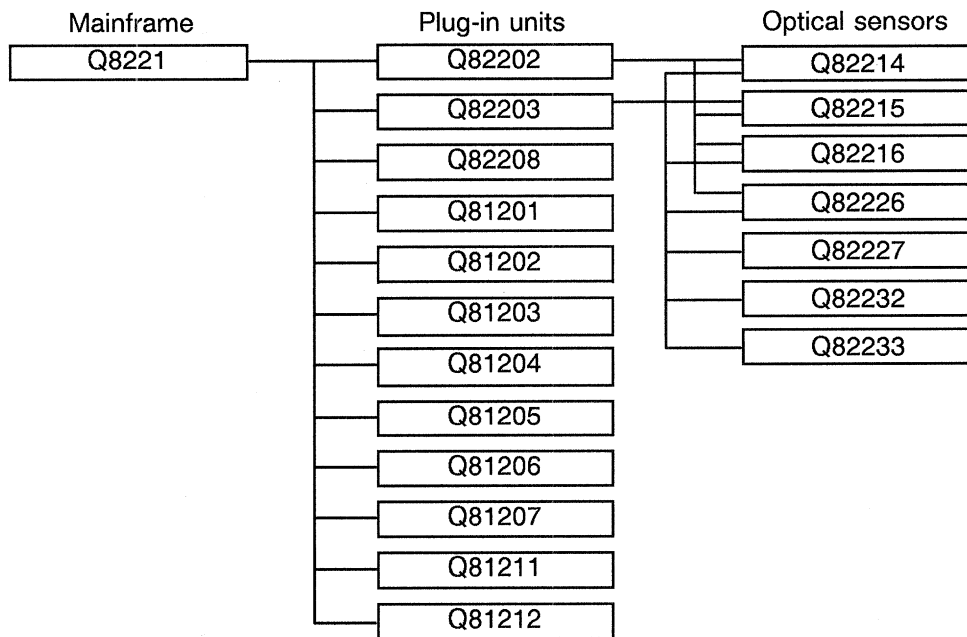 Mainframe Plug-in units Optical sensors
Q8221 Q82202 Q82214
Q82203 Q82215
Q82208 Q82216
Q81201 Q82226
Q81202 Q82227
Q81203 Q82232
Q81204 Q82233
Q81205
Q81206
Q81207
Q81211
Q81212